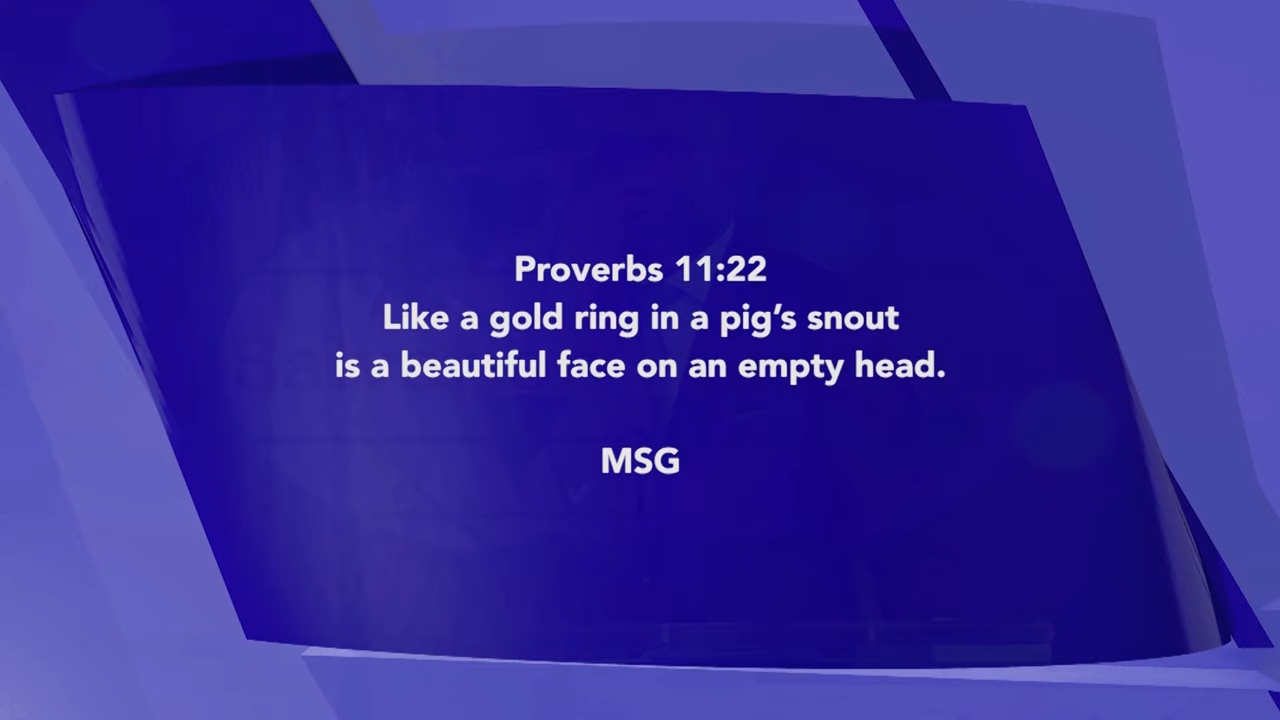 Proverbs 11:22
Like a gold ring in a pig’s snout
is a beautiful face on an empty head.
MSG